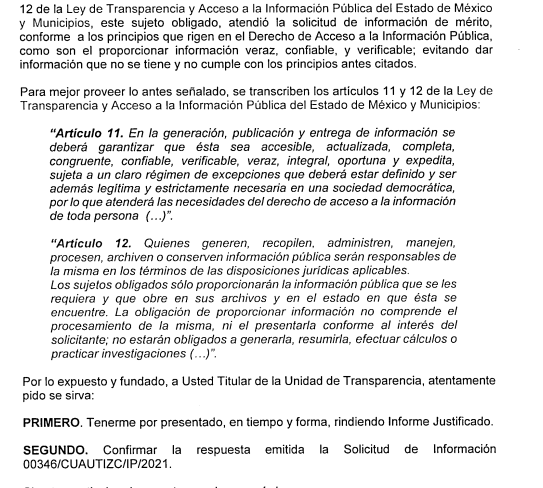 12 de la Ley de Transparencia y Acceso a la Información Pública del Estado de México
y Municipios, este sujeto obligado, atendió la solicitud de información de mérito,
conforme a los principios que rigen en el Derecho de Acceso a la Información Pública,
como son el proporcionar información veraz, confiable, y verificable; evitando dar
información que no se tiene y no cumple con los principios antes citados.
Para mejor proveer lo antes señalado, se transcriben los artículos 11 y 12 de la Ley de
Transparencia y Acceso a la Información Pública del Estado de México y Municipios:
“Artículo 11. En la generación, publicación y entrega de información se
deberá garantizar que ésta sea accesible, actualizada, completa,
congruente, confiable, verificable, veraz, integral, oportuna y expedita,
sujeta a un claro régimen de excepciones que deberá estar definido y ser
además legítima y estrictamente necesaria en una sociedad democrática,
por lo que atenderá las necesidades del derecho de acceso a la información
de toda persona (…)”.
“Artículo 12. Quienes generen, recopilen, administren, manejen,
procesen, archiven o conserven información pública serán responsables de
la misma en los términos de las disposiciones jurídicas aplicables.
Los sujetos obligados sólo proporcionarán la información pública que se les
requiera y que obre en sus archivos y en el estado en que ésta se
encuentre. La obligación de proporcionar información no comprende el
procesamiento de la misma, ni el presentarla conforme al interés del
solicitante; no estarán obligados a generarla, resumirla, efectuar cálculos o
practicar investigaciones (…)”.
Por lo expuesto y fundado, a Usted Titular de la Unidad de Transparencia, atentamente
pido se sirva:
PRIMERO. Tenerme por presentado, en tiempo y forma, rindiendo Informe Justificado.
SEGUNDO. Confirmar la respuesta emitida la Solicitud de Información
00346/CUAUTIZC/IP/2021.